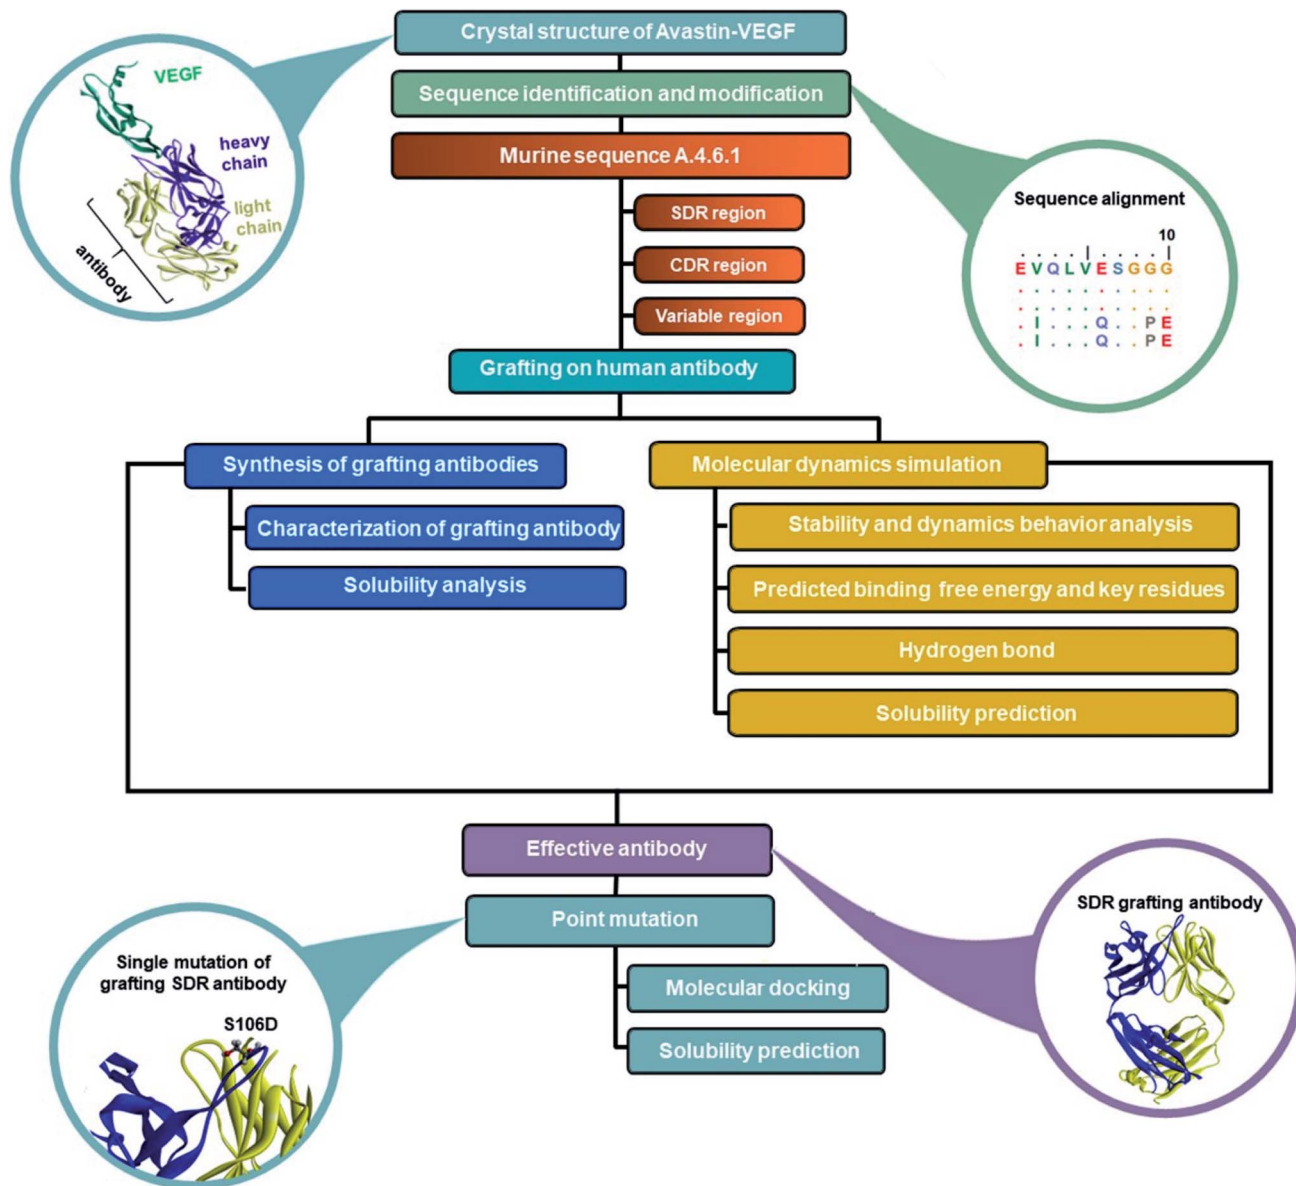 Crystal structure of Avastin-VEGF
VEGF
heavy
chain
light
chain
antibody
Sequence identification and modification
Murine sequence A.4.6.1
SDR region
CDR region
Variable region
Sequence alignment
10
. . . . | . . . . |
E V Q L V E S G G G
. . . . . . . . . .
. I . . . Q . . P E
. I . . . Q . . P E
Grafting on human antibody
Synthesis of grafting antibodies
Characterization of grafting antibody
Solubility analysis
Molecular dynamics simulation
Stability and dynamics behavior analysis
Predicted binding free energy and key residues
Hydrogen bond
Solubility prediction
Effective antibody
SDR grafting antibody
Point mutation
Single mutation of
grafting SDR antibody
S106D
Molecular docking
Solubility prediction